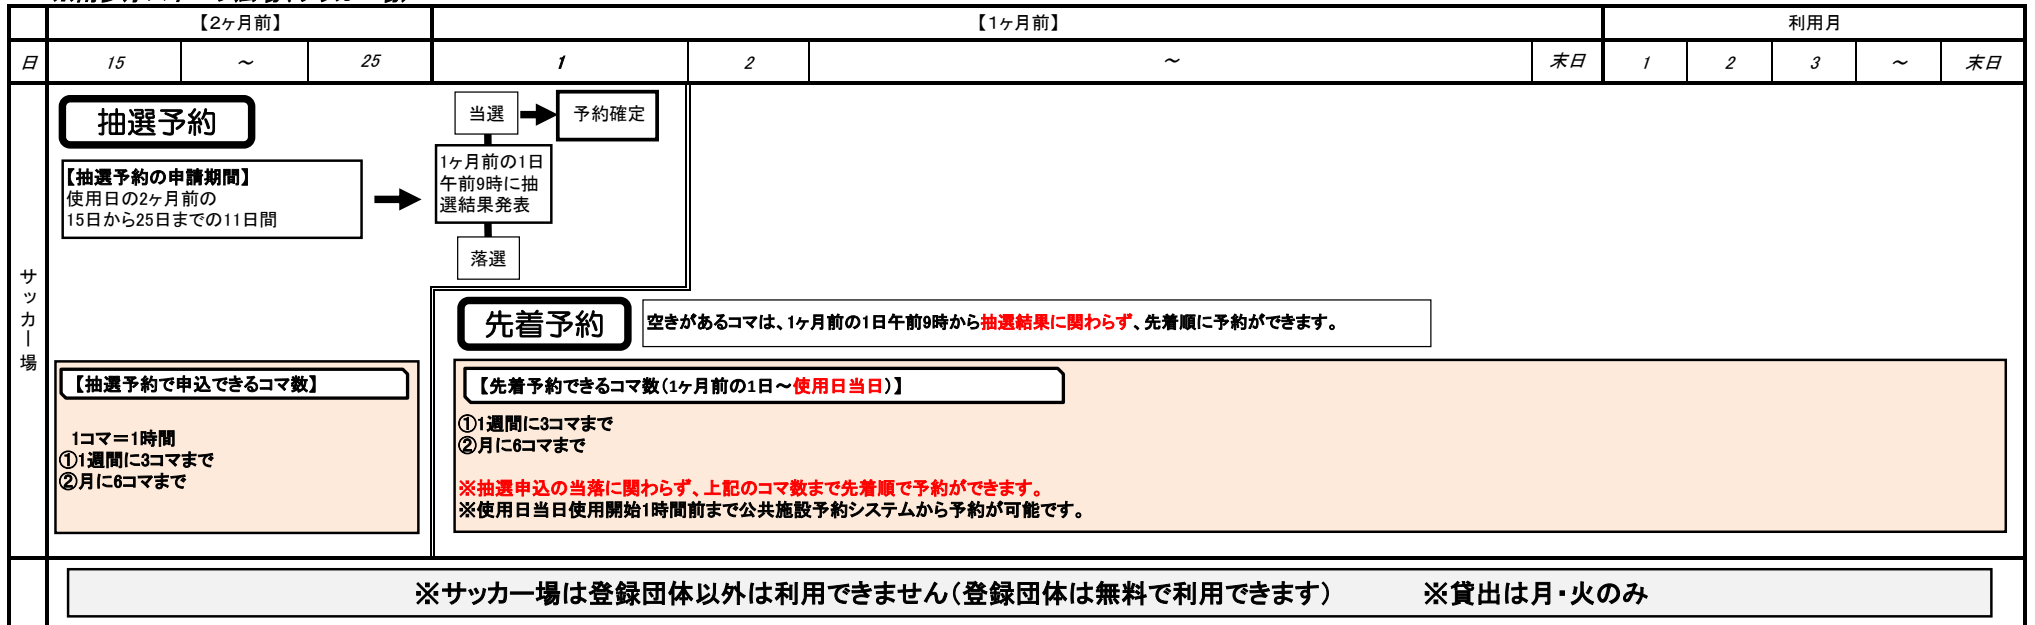 【2ヶ月前】 【1ヶ月前】 利用月
日 15 ～ 25 1 2 ～ 末日 1 2 3 ～ 末日
サッカー場
抽選予約
【抽選予約の申請期間】
使用日の2ヶ月前の
15日から25日までの11日間
当選
予約確定
1ヶ月前の1日
午前9時に抽
選結果発表
落選
先着予約
空きがあるコマは、1ヶ月前の1日午前9時から抽選結果に関わらず、先着順に予約ができます。
【抽選予約で申込できるコマ数】
1コマ＝1時間
①1週間に3コマまで
②月に6コマまで
【先着予約できるコマ数（1ヶ月前の1日～使用日当日）】
①1週間に3コマまで
②月に6コマまで
※抽選申込の当落に関わらず、上記のコマ数まで先着順で予約ができます。
※使用日当日使用開始1時間前まで公共施設予約システムから予約が可能です。
※サッカー場は登録団体以外は利用できません（登録団体は無料で利用できます） ※貸出は月・火のみ